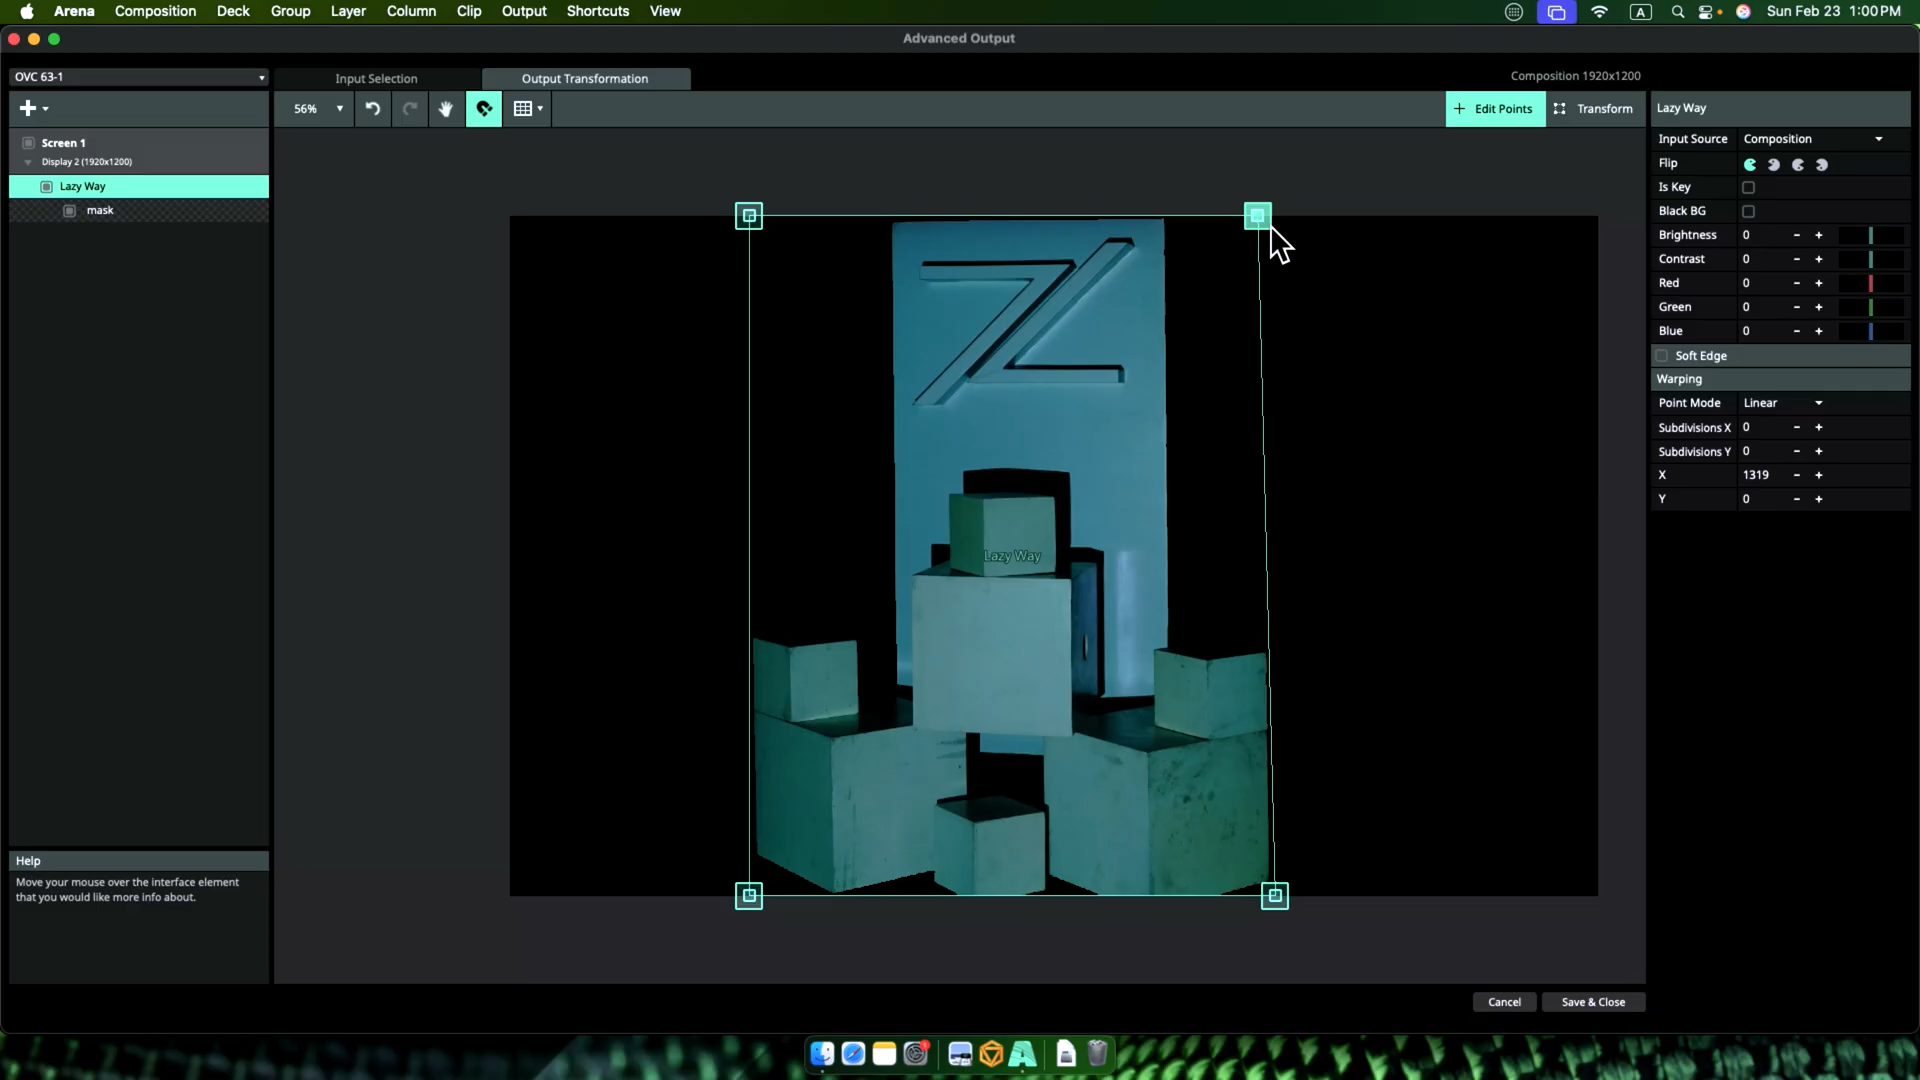 Arena Composition Deck Group Layer Column Clip Output Shortcuts View
A Sun Feb 23 1:00 PM
Advanced Output
OVC 63-1
Input Selection Output Transformation
Composition 1920x1200
56%
Edit Points Transform
Screen 1
Display 2 (1920x1200)
Lazy Way
mask
Z
Lazy Way
Lazy Way
Input Source Composition
Flip
Is Key
Black BG
Brightness 0 - +
Contrast 0 - +
Red 0 - +
Green 0 - +
Blue 0 - +
Soft Edge
Warping
Point Mode Linear
Subdivisions X 0 - +
Subdivisions Y 0 - +
X 1319 - +
Y 0 - +
Help
Move your mouse over the interface element
that you would like more info about.
Cancel Save & Close
1